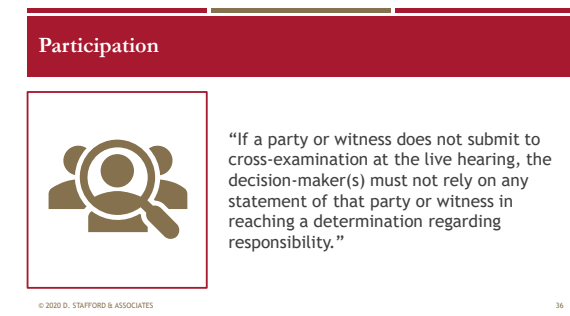 Participation
“If a party or witness does not submit to
cross-examination at the live hearing, the
decision-maker(s) must not rely on any
statement of that party or witness in
reaching a determination regarding
responsibility.”
© 2020 D. STAFFORD & ASSOCIATES
36